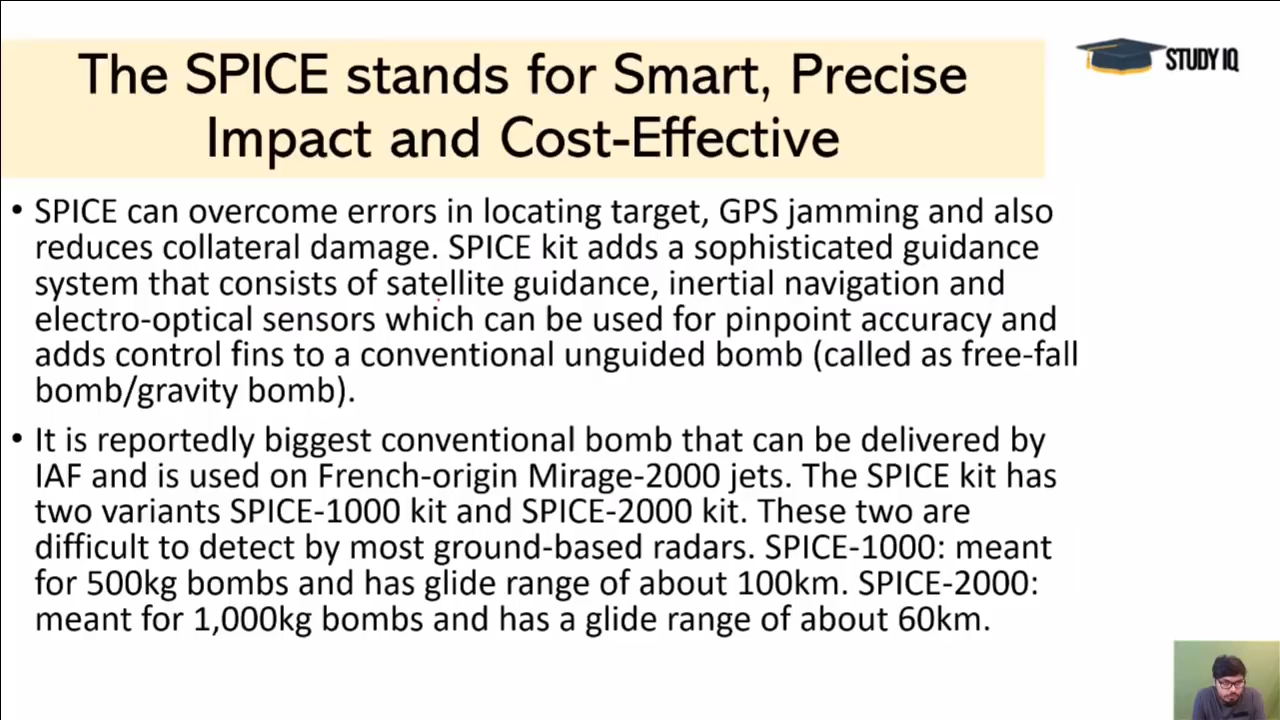 The SPICE stands for Smart, Precise
Impact and Cost-Effective
STUDY IQ
• SPICE can overcome errors in locating target, GPS jamming and also
reduces collateral damage. SPICE kit adds a sophisticated guidance
system that consists of satellite guidance, inertial navigation and
electro-optical sensors which can be used for pinpoint accuracy and
adds control fins to a conventional unguided bomb (called as free-fall
bomb/gravity bomb).
• It is reportedly biggest conventional bomb that can be delivered by
IAF and is used on French-origin Mirage-2000 jets. The SPICE kit has
two variants SPICE-1000 kit and SPICE-2000 kit. These two are
difficult to detect by most ground-based radars. SPICE-1000: meant
for 500kg bombs and has glide range of about 100km. SPICE-2000:
meant for 1,000kg bombs and has a glide range of about 60km.